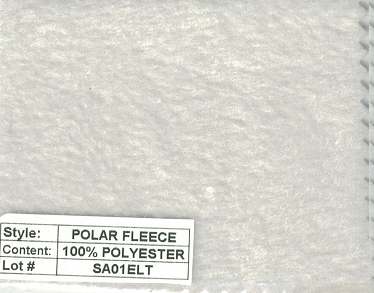 Style: POLAR FLEECE
Content: 100% POLYESTER
Lot # SA01ELT